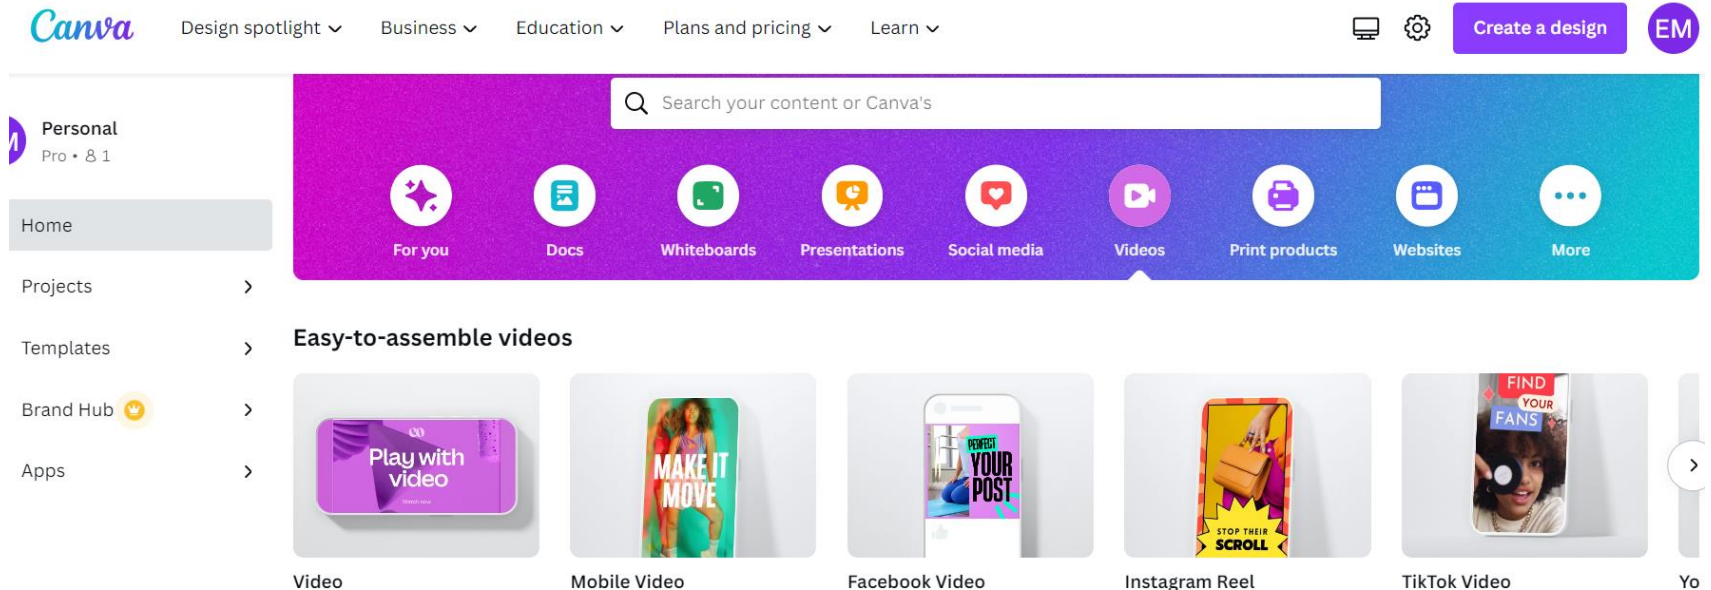 Canva
Design spotlight
Business
Education
Plans and pricing
Learn
Create a design
EM
Search your content or Canva's
Personal
Pro • 1
Home
Projects
Templates
Brand Hub
Apps
For you
Docs
Whiteboards
Presentations
Social media
Videos
Print products
Websites
More
Easy-to-assemble videos
co
Play with
video
MAKE IT
MOVE
PERFECT
YOUR
POST
STOP THEIR
SCROLL
FIND
YOUR
FANS
Video
Mobile Video
Facebook Video
Instagram Reel
TikTok Video
Yo